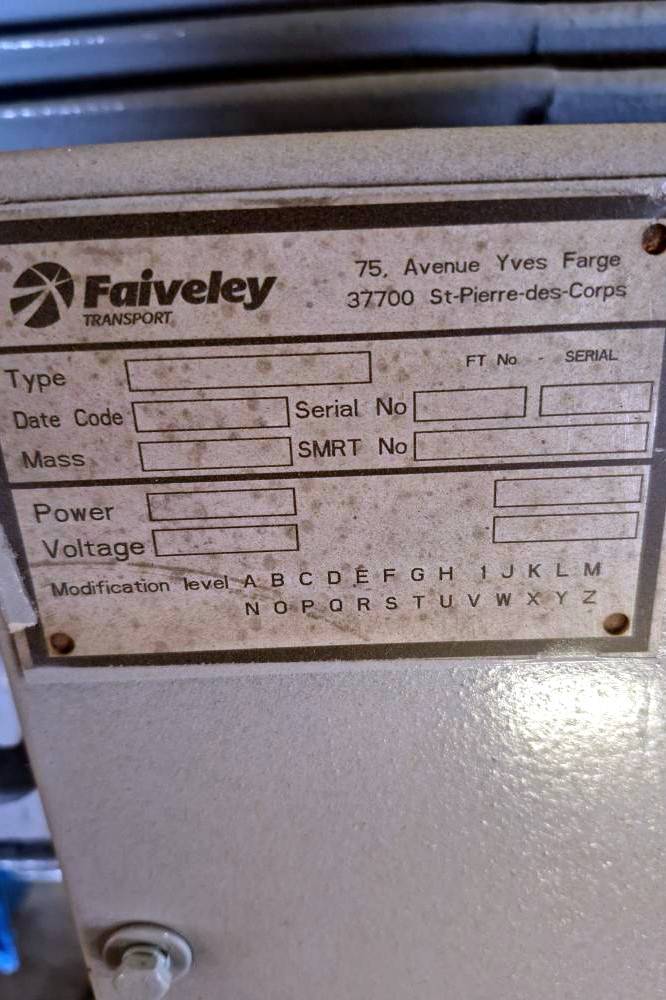 Faiveley
TRANSPORT
75, Avenue Yves Farge
37700 St-Pierre-des-Corps
Type
FT No - SERIAL
Date Code
Serial No
Mass
SMRT No
Power
Voltage
Modification level A B C D E F G H 1 J K L M
N O P Q R S T U V W X Y Z